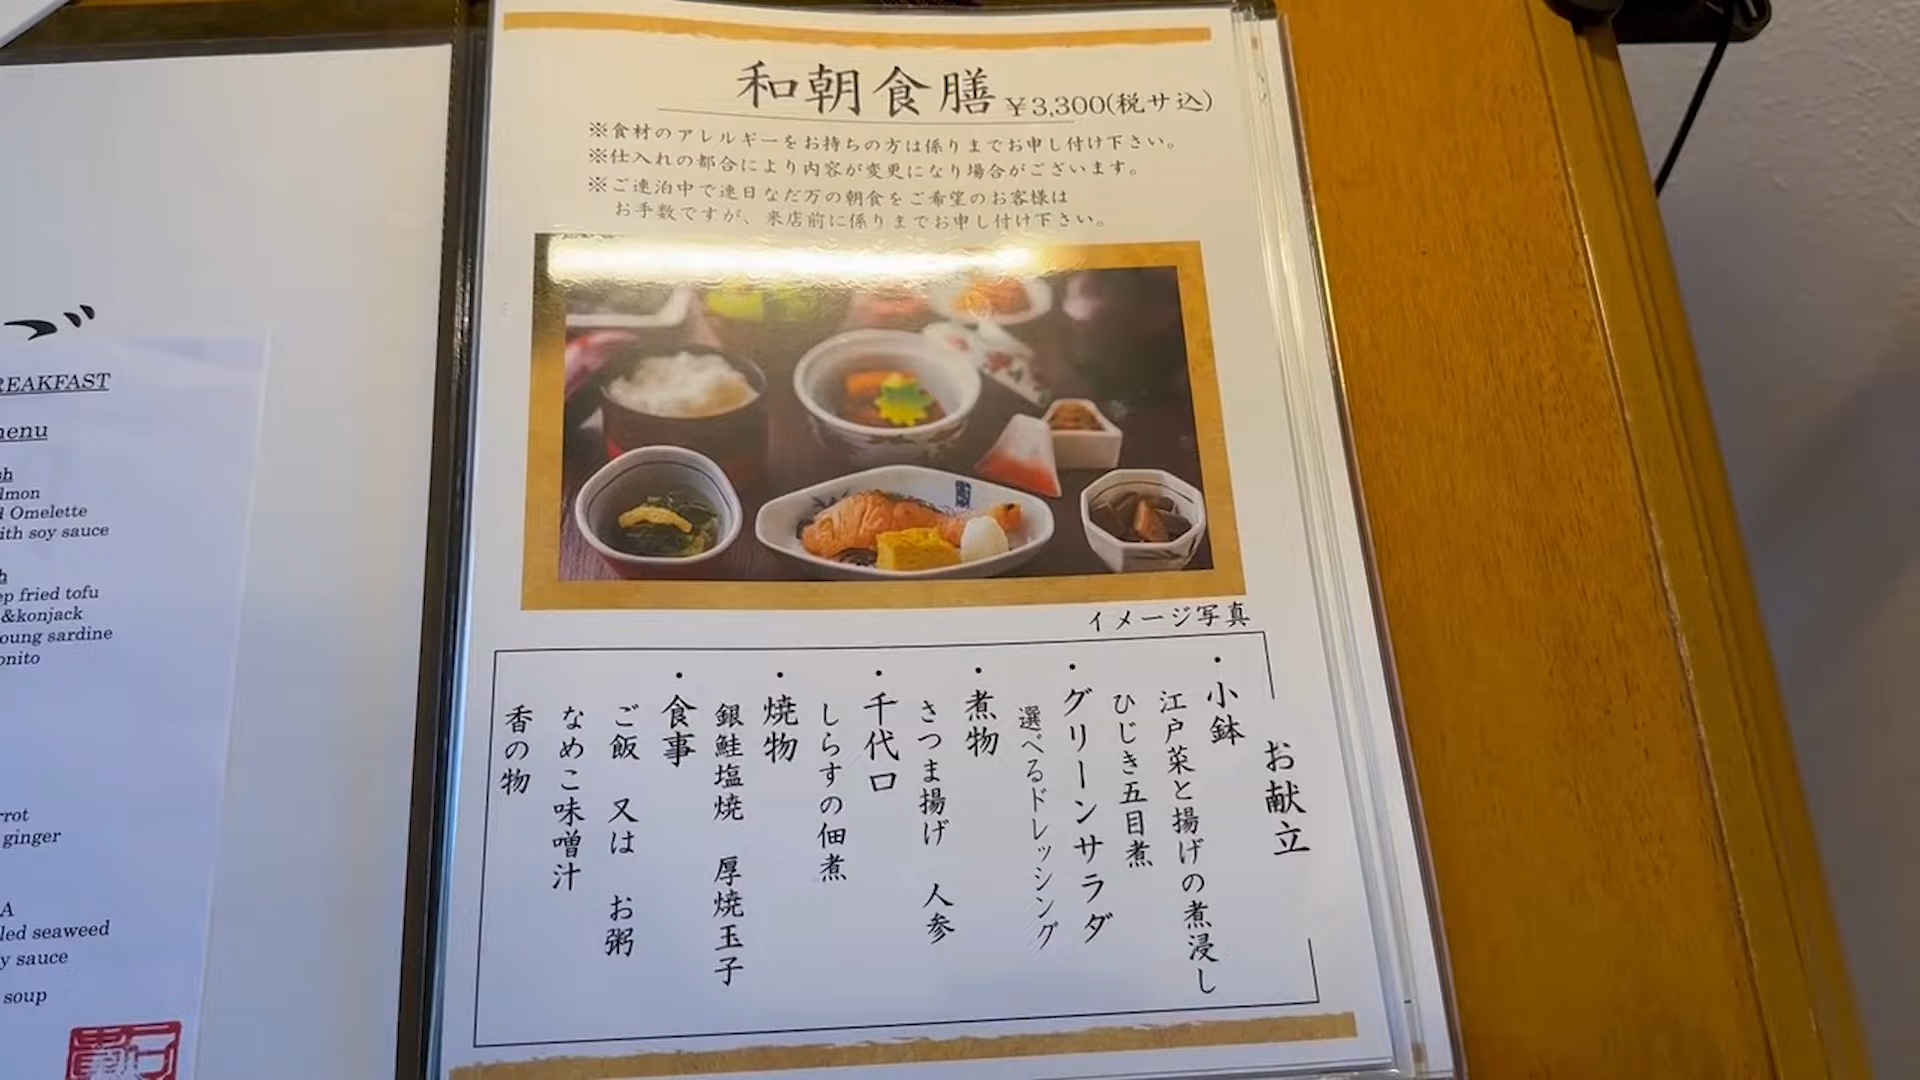 和朝食膳 ¥3,300(税サ込)
※食材のアレルギーをお持ちの方は係りまでお申し付け下さい。
※仕入れの都合により内容が変更になり場合がございます。
※ご連泊中で連日なだ万の朝食をご希望のお客様は
お手数ですが、来店前に係りまでお申し付け下さい。
イメージ写真
お献立
・小鉢
江戸菜と揚げの煮浸し
ひじき五目煮
・グリーンサラダ
選べるドレッシング
・煮物
さつま揚げ 人参
・千代口
しらすの佃煮
・焼物
銀鮭塩焼 厚焼玉子
・食事
ご飯 又は お粥
なめこ味噌汁
香の物
Omelette
with soy sauce
fried tofu
&konjack
sardine
ginger
A
seaweed
sauce
soup